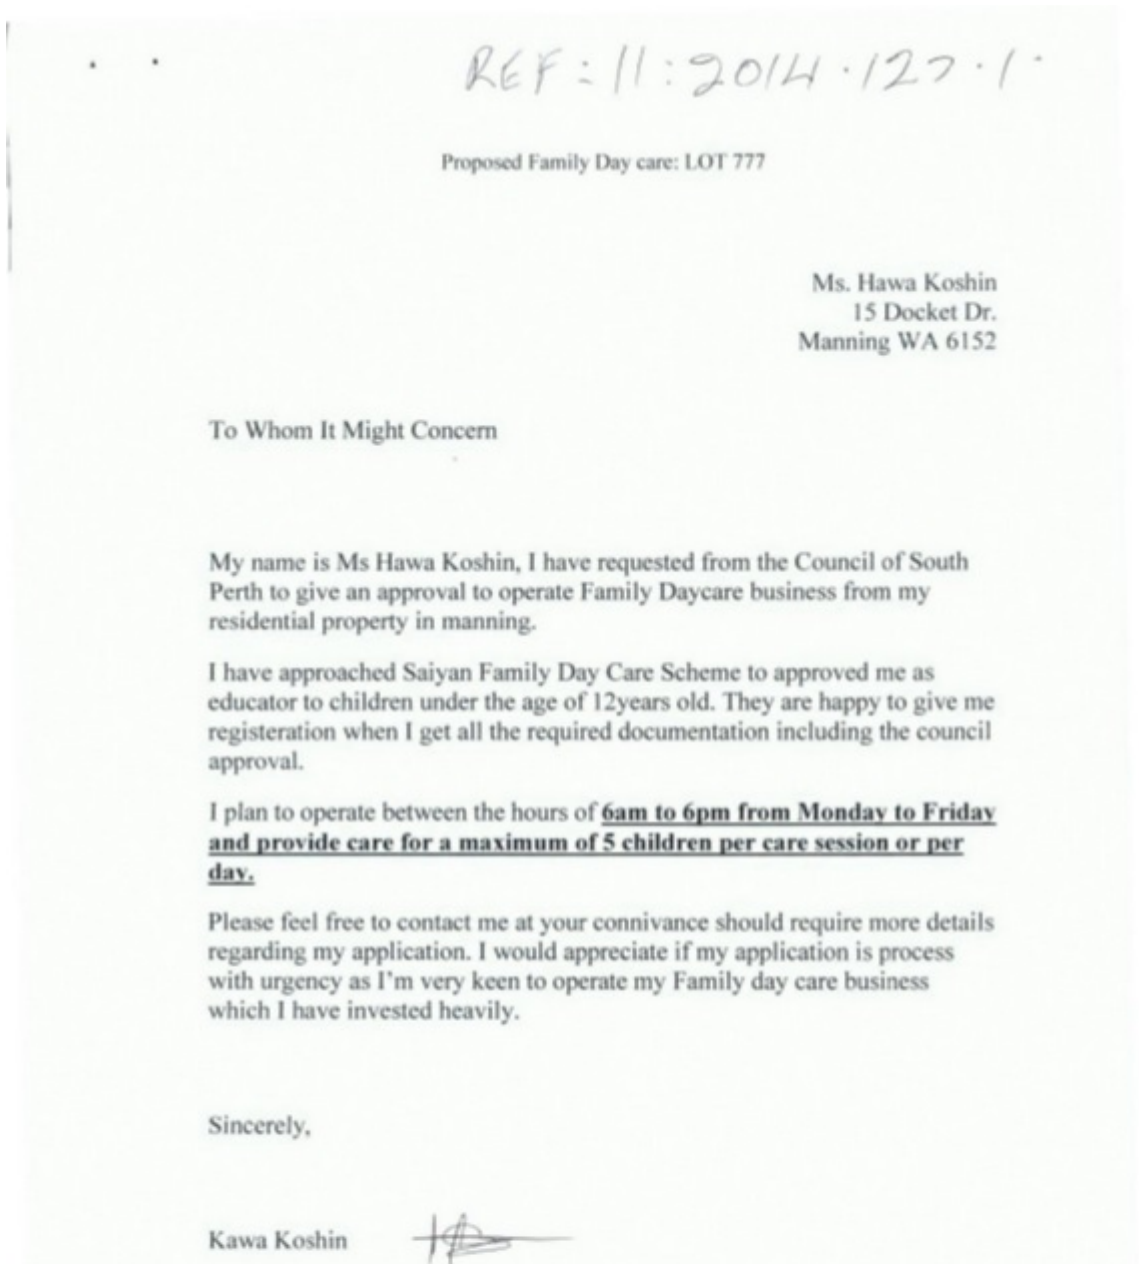 REF : 11 : 2014 . 127 . 1 .
Proposed Family Day care: LOT 777
Ms. Hawa Koshin
15 Docket Dr.
Manning WA 6152
To Whom It Might Concern
My name is Ms Hawa Koshin, I have requested from the Council of South
Perth to give an approval to operate Family Daycare business from my
residential property in manning.
I have approached Saiyan Family Day Care Scheme to approved me as
educator to children under the age of 12years old. They are happy to give me
registeration when I get all the required documentation including the council
approval.
I plan to operate between the hours of 6am to 6pm from Monday to Friday
and provide care for a maximum of 5 children per care session or per
day.
Please feel free to contact me at your connivance should require more details
regarding my application. I would appreciate if my application is process
with urgency as I'm very keen to operate my Family day care business
which I have invested heavily.
Sincerely,
Kawa Koshin